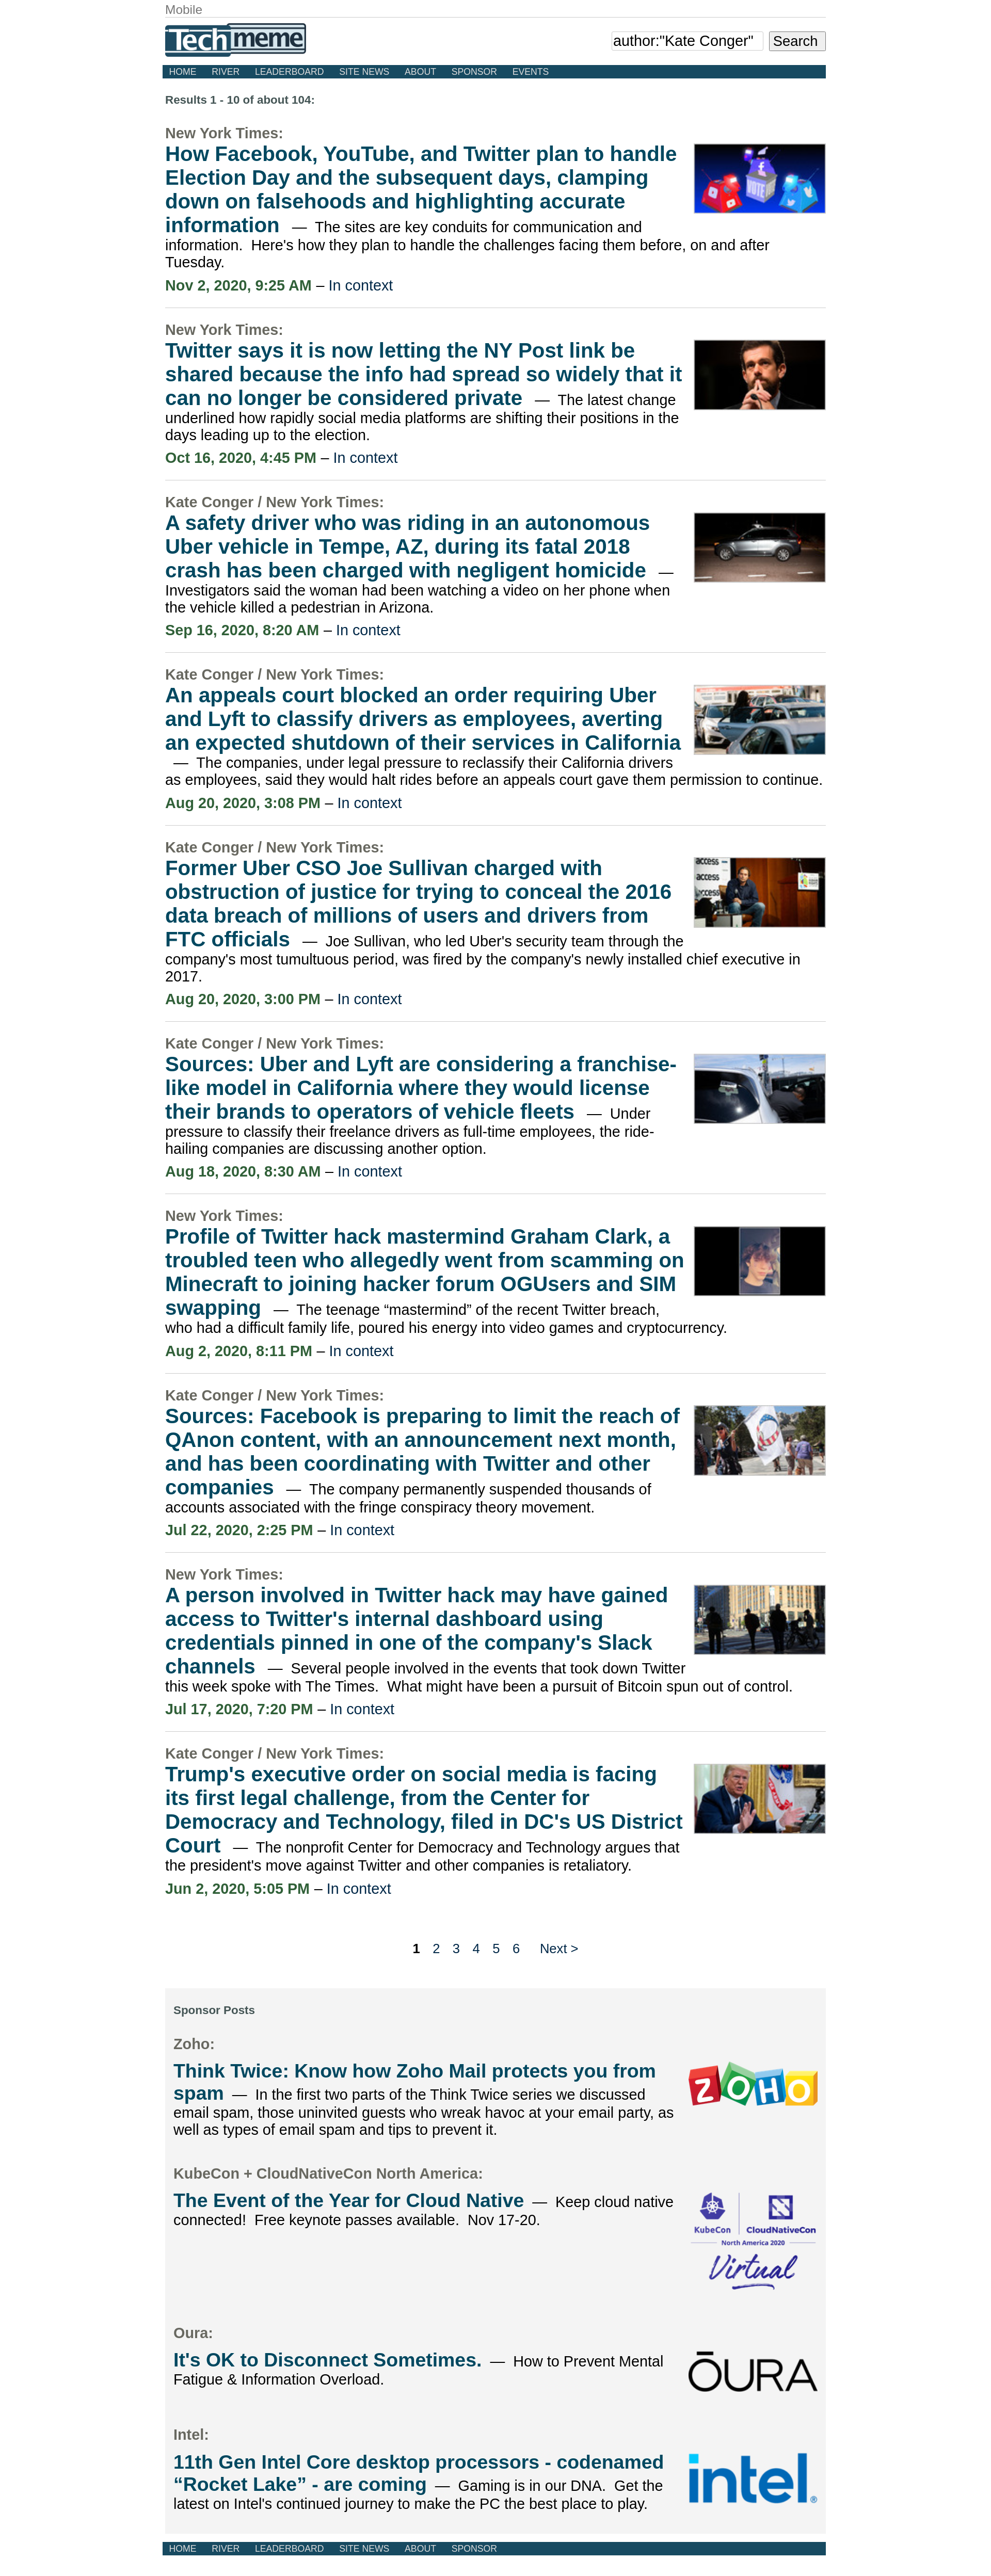 Mobile
Techmeme
author:"Kate Conger"
Search
HOME RIVER LEADERBOARD SITE NEWS ABOUT SPONSOR EVENTS
Results 1 - 10 of about 104:
New York Times:
How Facebook, YouTube, and Twitter plan to handle
Election Day and the subsequent days, clamping
down on falsehoods and highlighting accurate
information — The sites are key conduits for communication and
information. Here's how they plan to handle the challenges facing them before, on and after
Tuesday.
Nov 2, 2020, 9:25 AM – In context
VOTE
New York Times:
Twitter says it is now letting the NY Post link be
shared because the info had spread so widely that it
can no longer be considered private — The latest change
underlined how rapidly social media platforms are shifting their positions in the
days leading up to the election.
Oct 16, 2020, 4:45 PM – In context
Kate Conger / New York Times:
A safety driver who was riding in an autonomous
Uber vehicle in Tempe, AZ, during its fatal 2018
crash has been charged with negligent homicide —
Investigators said the woman had been watching a video on her phone when
the vehicle killed a pedestrian in Arizona.
Sep 16, 2020, 8:20 AM – In context
Kate Conger / New York Times:
An appeals court blocked an order requiring Uber
and Lyft to classify drivers as employees, averting
an expected shutdown of their services in California
— The companies, under legal pressure to reclassify their California drivers
as employees, said they would halt rides before an appeals court gave them permission to continue.
Aug 20, 2020, 3:08 PM – In context
Kate Conger / New York Times:
Former Uber CSO Joe Sullivan charged with
obstruction of justice for trying to conceal the 2016
data breach of millions of users and drivers from
FTC officials — Joe Sullivan, who led Uber's security team through the
company's most tumultuous period, was fired by the company's newly installed chief executive in
2017.
Aug 20, 2020, 3:00 PM – In context
access
access
access
Kate Conger / New York Times:
Sources: Uber and Lyft are considering a franchise-
like model in California where they would license
their brands to operators of vehicle fleets — Under
pressure to classify their freelance drivers as full-time employees, the ride-
hailing companies are discussing another option.
Aug 18, 2020, 8:30 AM – In context
New York Times:
Profile of Twitter hack mastermind Graham Clark, a
troubled teen who allegedly went from scamming on
Minecraft to joining hacker forum OGUsers and SIM
swapping — The teenage “mastermind” of the recent Twitter breach,
who had a difficult family life, poured his energy into video games and cryptocurrency.
Aug 2, 2020, 8:11 PM – In context
Kate Conger / New York Times:
Sources: Facebook is preparing to limit the reach of
QAnon content, with an announcement next month,
and has been coordinating with Twitter and other
companies — The company permanently suspended thousands of
accounts associated with the fringe conspiracy theory movement.
Jul 22, 2020, 2:25 PM – In context
New York Times:
A person involved in Twitter hack may have gained
access to Twitter's internal dashboard using
credentials pinned in one of the company's Slack
channels — Several people involved in the events that took down Twitter
this week spoke with The Times. What might have been a pursuit of Bitcoin spun out of control.
Jul 17, 2020, 7:20 PM – In context
Kate Conger / New York Times:
Trump's executive order on social media is facing
its first legal challenge, from the Center for
Democracy and Technology, filed in DC's US District
Court — The nonprofit Center for Democracy and Technology argues that
the president's move against Twitter and other companies is retaliatory.
Jun 2, 2020, 5:05 PM – In context
1 2 3 4 5 6 Next >
Sponsor Posts
Zoho:
Think Twice: Know how Zoho Mail protects you from
spam — In the first two parts of the Think Twice series we discussed
email spam, those uninvited guests who wreak havoc at your email party, as
well as types of email spam and tips to prevent it.
ZOHO
KubeCon + CloudNativeCon North America:
The Event of the Year for Cloud Native — Keep cloud native
connected! Free keynote passes available. Nov 17-20.
KubeCon CloudNativeCon
North America 2020
Virtual
Oura:
It's OK to Disconnect Sometimes. — How to Prevent Mental
Fatigue & Information Overload.
ŌURA
Intel:
11th Gen Intel Core desktop processors - codenamed
“Rocket Lake” - are coming — Gaming is in our DNA. Get the
latest on Intel's continued journey to make the PC the best place to play.
intel®
HOME RIVER LEADERBOARD SITE NEWS ABOUT SPONSOR